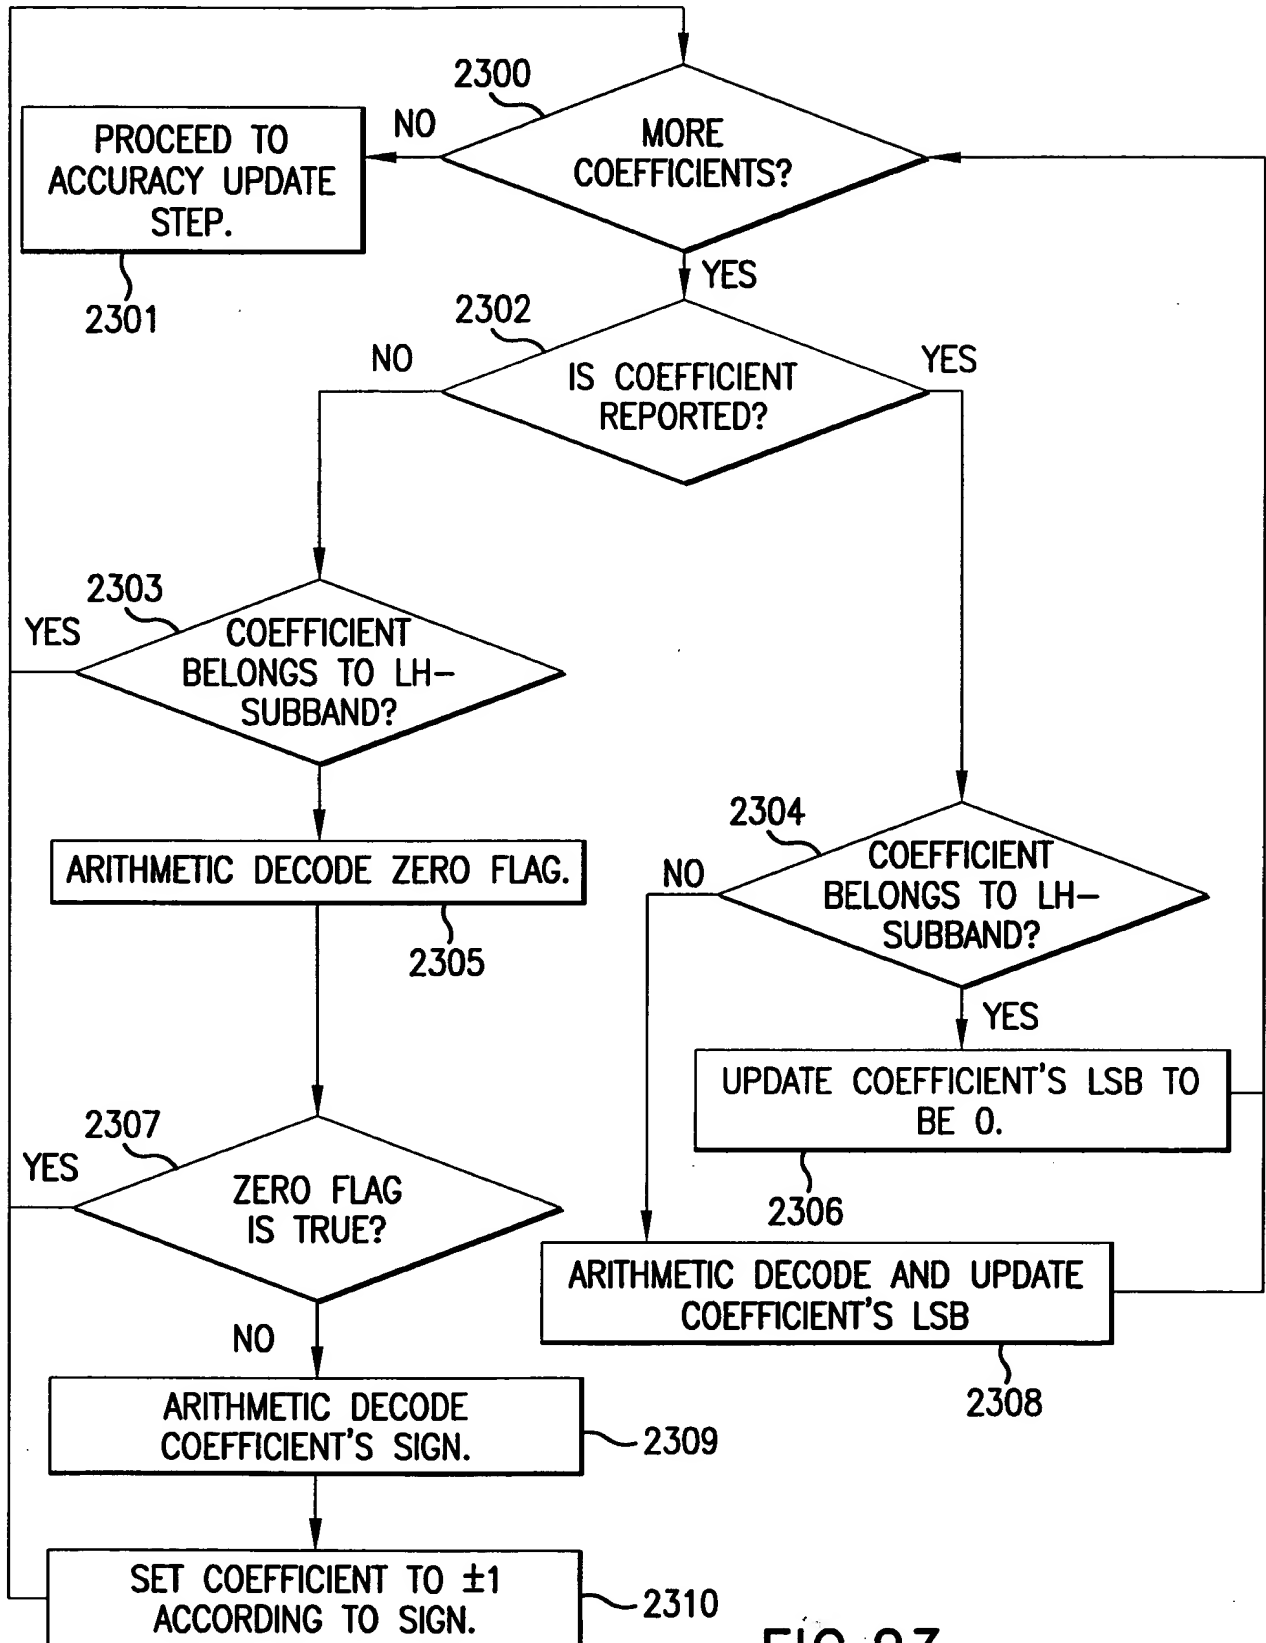 2300
MORE
COEFFICIENTS?
NO
PROCEED TO
ACCURACY UPDATE
STEP.
2301
YES
2302
IS COEFFICIENT
REPORTED?
NO
YES
2303
COEFFICIENT
BELONGS TO LH-
SUBBAND?
YES
2304
COEFFICIENT
BELONGS TO LH-
SUBBAND?
NO
YES
ARITHMETIC DECODE ZERO FLAG.
2305
UPDATE COEFFICIENT'S LSB TO
BE 0.
2306
2307
ZERO FLAG
IS TRUE?
YES
NO
ARITHMETIC DECODE AND UPDATE
COEFFICIENT'S LSB
2308
ARITHMETIC DECODE
COEFFICIENT'S SIGN.
2309
SET COEFFICIENT TO ±1
ACCORDING TO SIGN.
2310
FIG.23